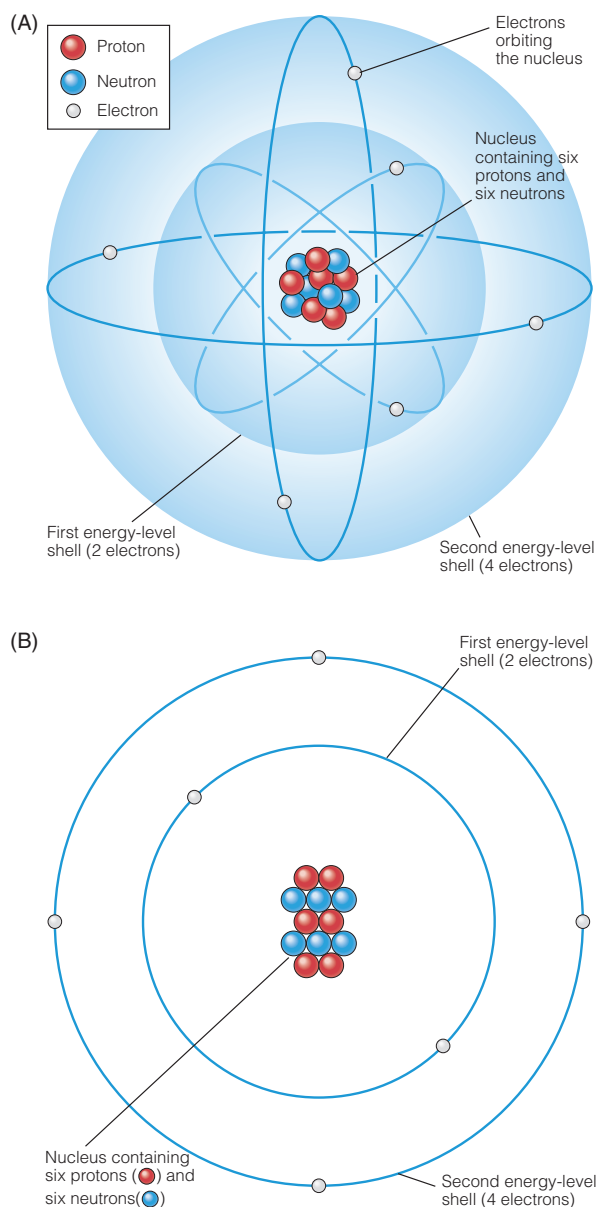 (A)
Proton
Neutron
Electron
Electrons
orbiting
the nucleus
Nucleus
containing six
protons and
six neutrons
First energy-level
shell (2 electrons)
Second energy-level
shell (4 electrons)
(B)
First energy-level
shell (2 electrons)
Nucleus containing
six protons ( ) and
six neutrons( )
Second energy-level
shell (4 electrons)